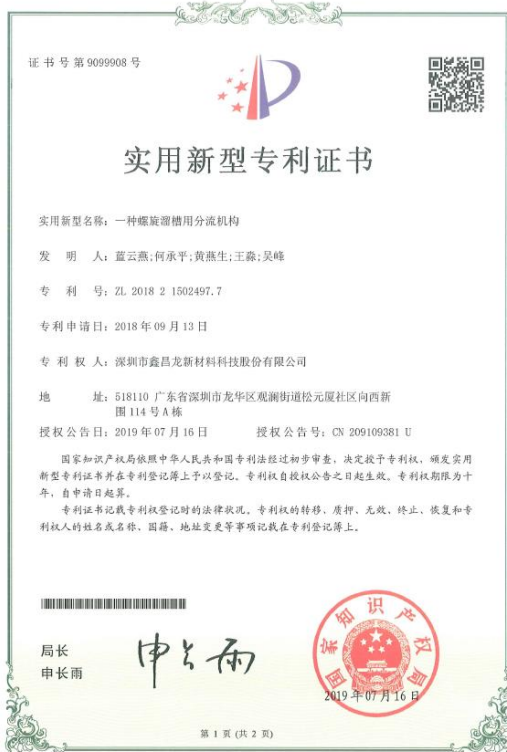 证书号第9099908号
实用新型专利证书
实用新型名称：一种螺旋溜槽用分流机构
发 明 人：蓝云燕;何承平;黄燕生;王淼;吴峰
专 利 号：ZL 2018 2 1502497.7
专利申请日：2018年09月13日
专 利 权 人：深圳市鑫昌龙新材料科技股份有限公司
地 址：518110 广东省深圳市龙华区观澜街道松元厦社区向西新
围114号A栋
授权公告日：2019年07月16日 授权公告号：CN 209109381 U
国家知识产权局依照中华人民共和国专利法经过初步审查，决定授予专利权，颁发实用
新型专利证书并在专利登记簿上予以登记。专利权自授权公告之日起生效。专利权期限为十
年，自申请日起算。
专利证书记载专利权登记时的法律状况。专利权的转移、质押、无效、终止、恢复和专
利权人的姓名或名称、国籍、地址变更等事项记载在专利登记簿上。
局长
申长雨
申长雨
国家知识产权局
2019年07月16日
第 1 页 (共 2 页)